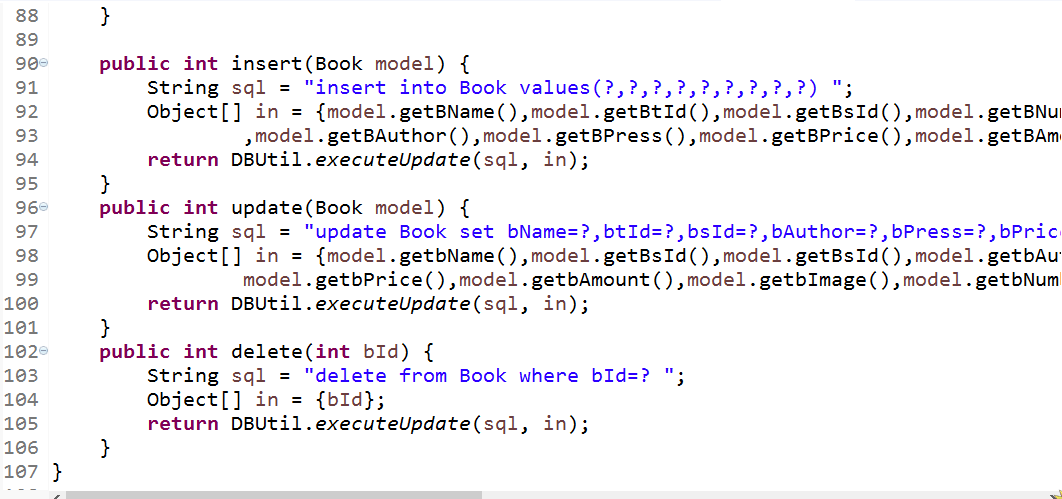 88 }
89
90 public int insert(Book model) {
91 String sql = "insert into Book values(?,?,?,?,?,?,?,?,?) ";
92 Object[] in = {model.getBName(),model.getBtId(),model.getBsId(),model.getBNu
93 ,model.getBAuthor(),model.getBPress(),model.getBPrice(),model.getBAm
94 return DBUtil.executeUpdate(sql, in);
95 }
96 public int update(Book model) {
97 String sql = "update Book set bName=?,btId=?,bsId=?,bAuthor=?,bPress=?,bPric
98 Object[] in = {model.getbName(),model.getBsId(),model.getBsId(),model.getbAu
99 model.getbPrice(),model.getbAmount(),model.getbImage(),model.getbNum
100 return DBUtil.executeUpdate(sql, in);
101 }
102 public int delete(int bId) {
103 String sql = "delete from Book where bId=? ";
104 Object[] in = {bId};
105 return DBUtil.executeUpdate(sql, in);
106 }
107 }